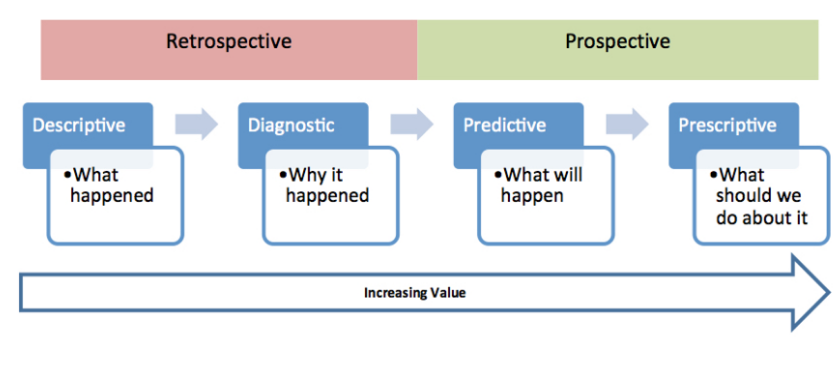 Retrospective
Prospective
Descriptive
•What
happened
Diagnostic
•Why it
happened
Predictive
•What will
happen
Prescriptive
•What
should we
do about it
Increasing Value